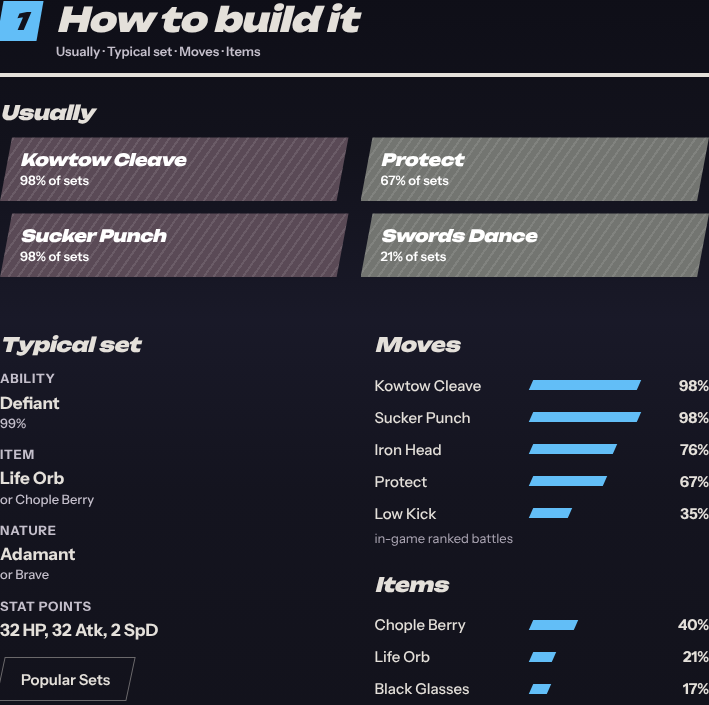 1
How to build it
Usually · Typical set · Moves · Items
Usually
Kowtow Cleave
98% of sets
Protect
67% of sets
Sucker Punch
98% of sets
Swords Dance
21% of sets
Typical set
ABILITY
Defiant
99%
ITEM
Life Orb
or Chople Berry
NATURE
Adamant
or Brave
STAT POINTS
32 HP, 32 Atk, 2 SpD
Popular Sets
Moves
Kowtow Cleave 98%
Sucker Punch 98%
Iron Head 76%
Protect 67%
Low Kick 35%
in-game ranked battles
Items
Chople Berry 40%
Life Orb 21%
Black Glasses 17%